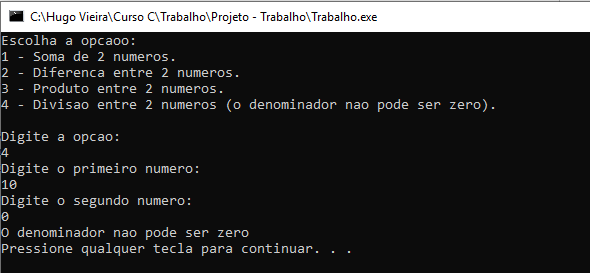 C:\Hugo Vieira\Curso C\Trabalho\Projeto - Trabalho\Trabalho.exe
Escolha a opcaoo:
1 - Soma de 2 numeros.
2 - Diferenca entre 2 numeros.
3 - Produto entre 2 numeros.
4 - Divisao entre 2 numeros (o denominador nao pode ser zero).
Digite a opcao:
4
Digite o primeiro numero:
10
Digite o segundo numero:
0
O denominador nao pode ser zero
Pressione qualquer tecla para continuar. . .